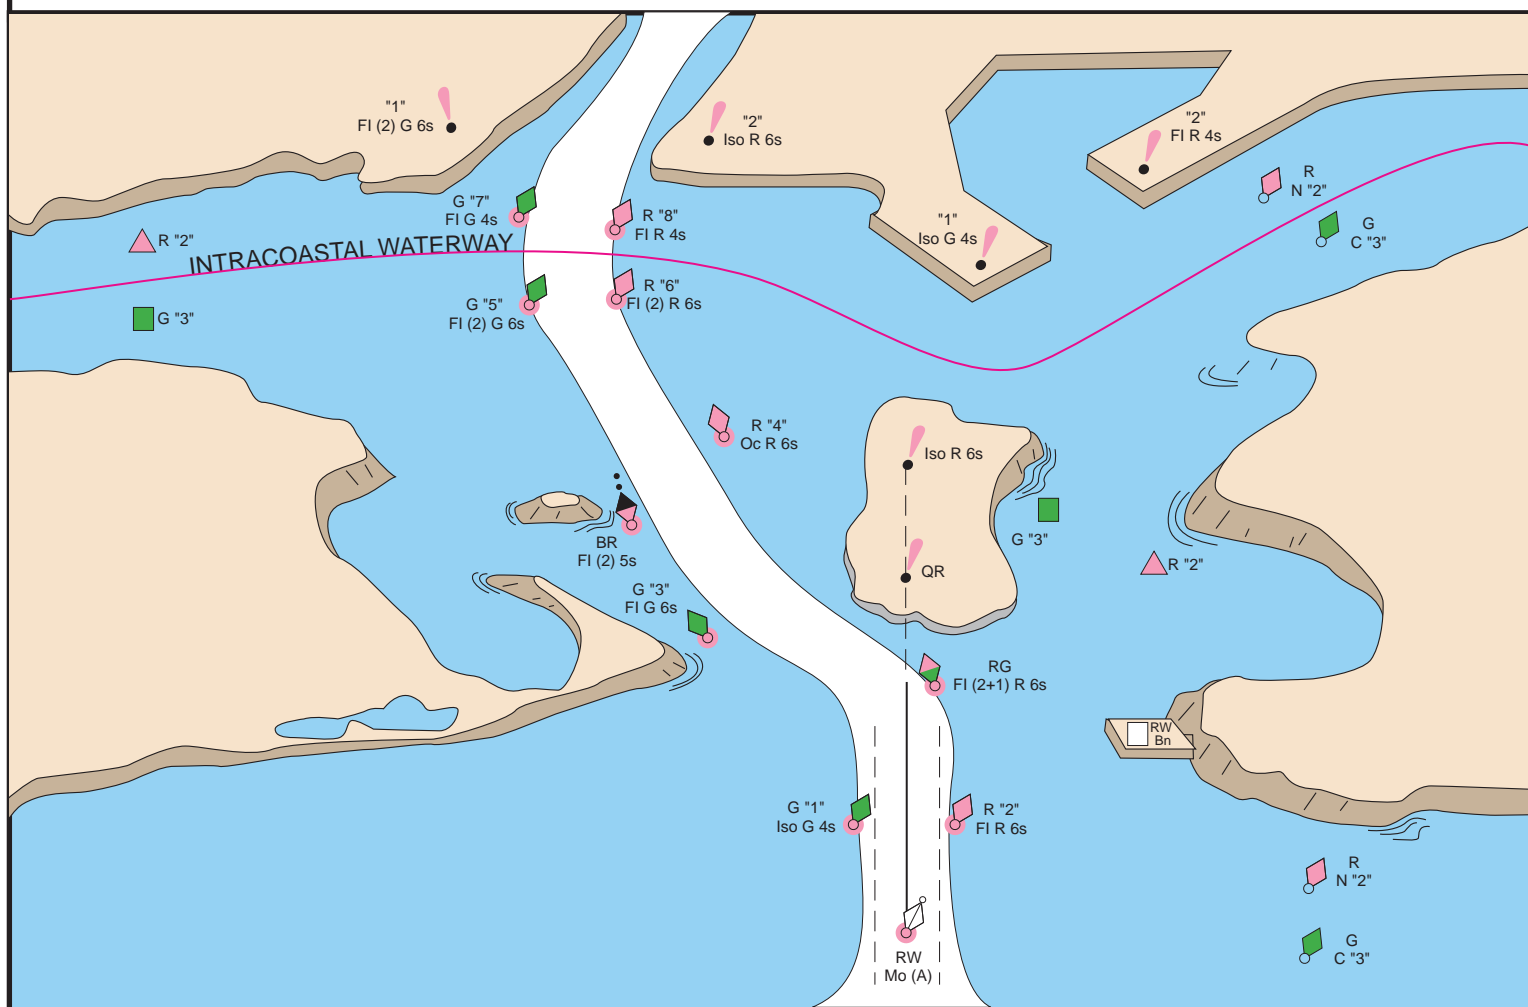 "1"
Fl (2) G 6s
"2"
Iso R 6s
"2"
Fl R 4s
R
N "2"
G "7"
Fl G 4s
R "8"
Fl R 4s
"1"
Iso G 4s
G
C "3"
R "2"
INTRACOASTAL WATERWAY
G "5"
Fl (2) G 6s
R "6"
Fl (2) R 6s
G "3"
R "4"
Oc R 6s
Iso R 6s
BR
Fl (2) 5s
G "3"
R "2"
QR
G "3"
Fl G 6s
RG
Fl (2+1) R 6s
RW
Bn
G "1"
Iso G 4s
R "2"
Fl R 6s
R
N "2"
RW
Mo (A)
G
C "3"